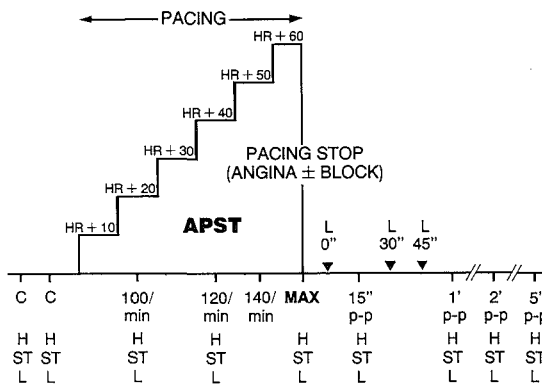 PACING
HR + 60
HR + 50
HR + 40
HR + 30
HR + 20
HR + 10
PACING STOP
(ANGINA ± BLOCK)
APST
L L L
0" 30" 45"
C C 100/ 120/ 140/ MAX 15" 1' 2' 5'
min min min p-p p-p p-p p-p
H H H H H H H H H
ST ST ST ST ST ST ST ST ST
L L L L L L L L L